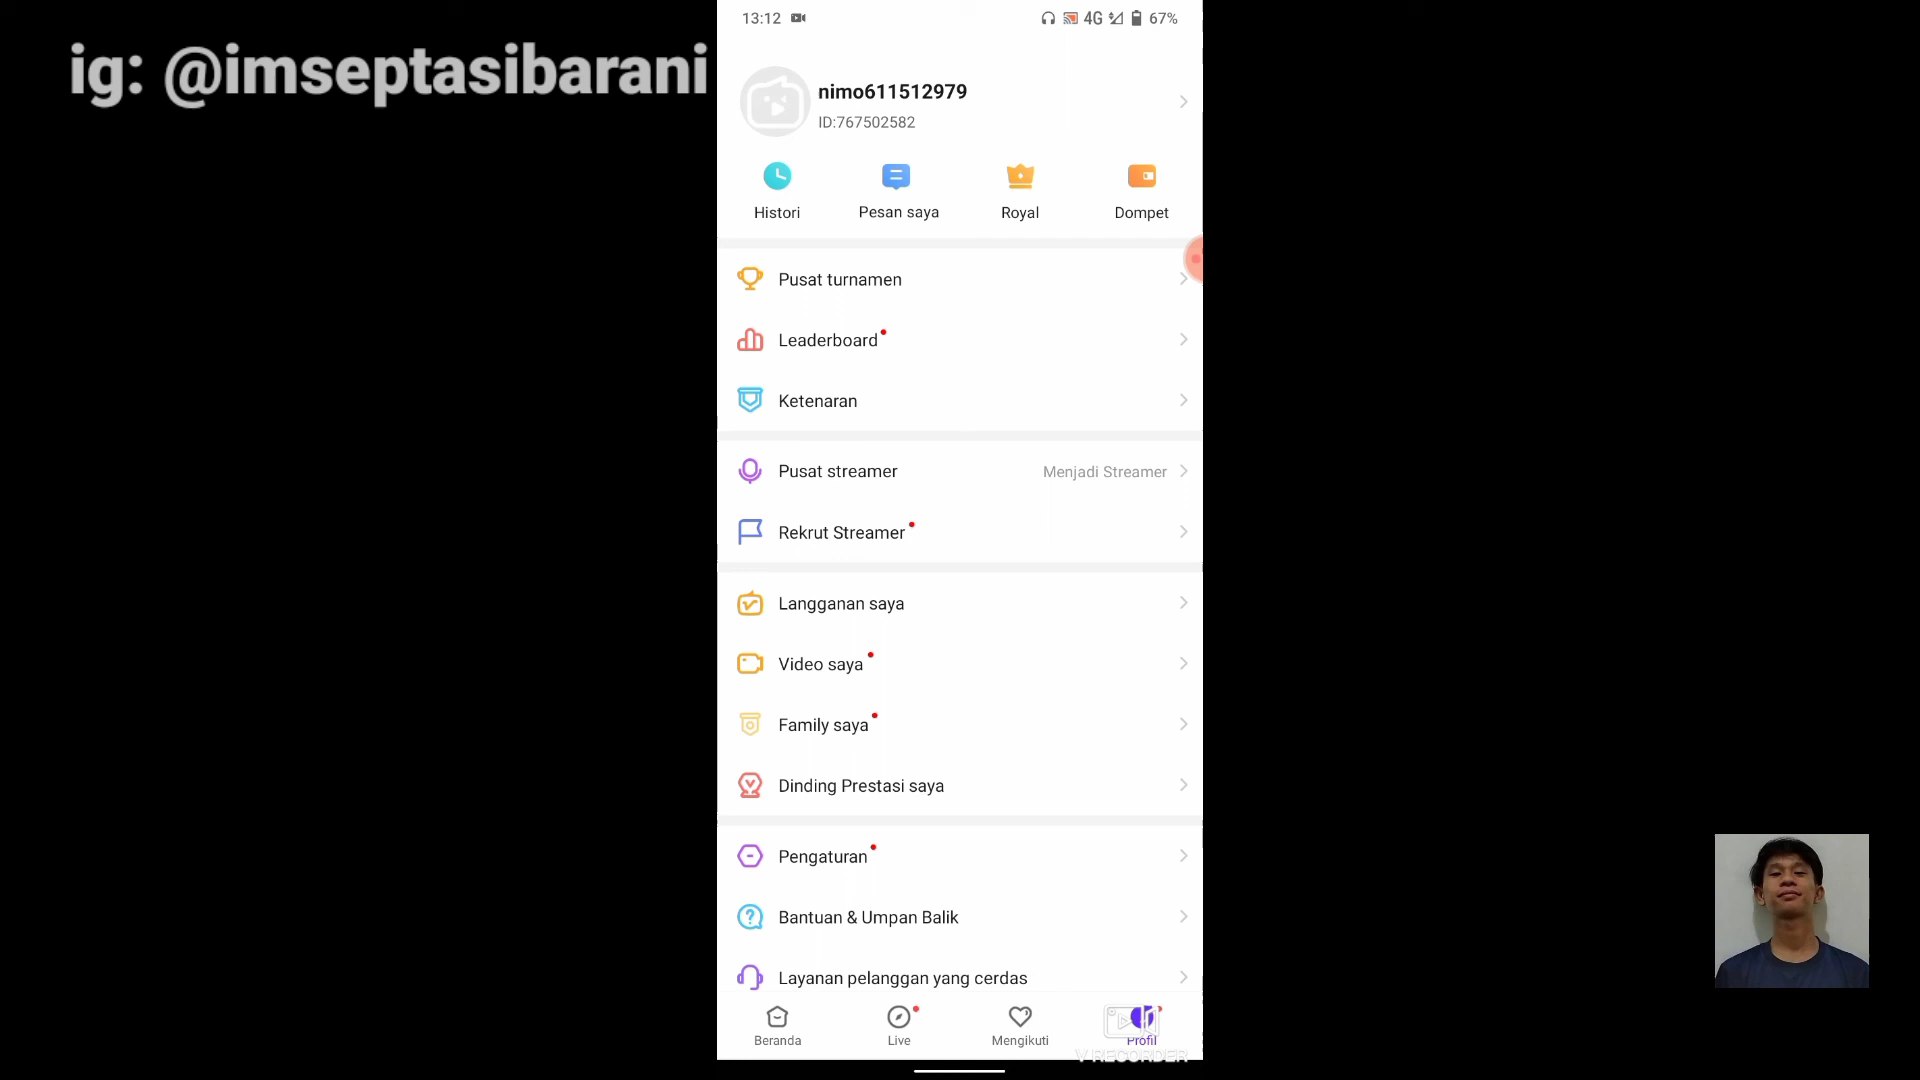 13:12
4G
67%
ig: @imseptasibarani
nimo611512979
ID:767502582
Histori
Pesan saya
Royal
Dompet
Pusat turnamen
Leaderboard
Ketenaran
Pusat streamer
Menjadi Streamer
Rekrut Streamer
Langganan saya
Video saya
Family saya
Dinding Prestasi saya
Pengaturan
Bantuan & Umpan Balik
Layanan pelanggan yang cerdas
Beranda
Live
Mengikuti
Profil
V RECORDER